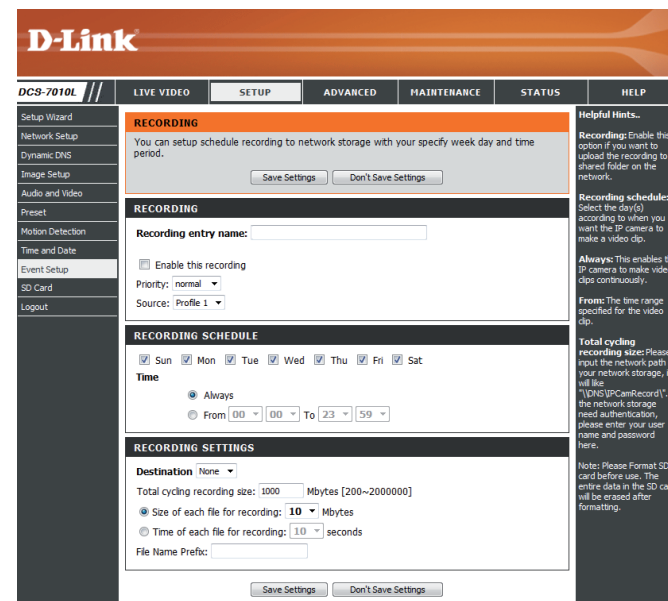 D-Link
DCS-7010L
LIVE VIDEO
SETUP
ADVANCED
MAINTENANCE
STATUS
HELP
Setup Wizard
Network Setup
Dynamic DNS
Image Setup
Audio and Video
Preset
Motion Detection
Time and Date
Event Setup
SD Card
Logout
RECORDING
You can setup schedule recording to network storage with your specify week day and time
period.
Save Settings
Don't Save Settings
RECORDING
Recording entry name:
Enable this recording
Priority: normal
Source: Profile 1
RECORDING SCHEDULE
Sun Mon Tue Wed Thu Fri Sat
Time
Always
From 00 00 To 23 59
RECORDING SETTINGS
Destination None
Total cycling recording size: 1000 Mbytes [200~2000000]
Size of each file for recording: 10 Mbytes
Time of each file for recording: 10 seconds
File Name Prefix:
Save Settings
Don't Save Settings
Helpful Hints..
Recording: Enable this
option if you want to
upload the recording to
shared folder on the
network.
Recording schedule:
Select the day(s)
according to when you
want the IP camera to
make a video clip.
Always: This enables
IP camera to make
clips continuously.
From: The time range
specified for the video
clip.
Total cycling
recording size: Please
input the network path
your network storage,
will like
"\\DNS\IPCamRecord\".
the network storage
need authentication,
please enter your user
name and password
here.
Note: Please Format SD
card before use. The
entire data in the SD
will be erased after
formatting.